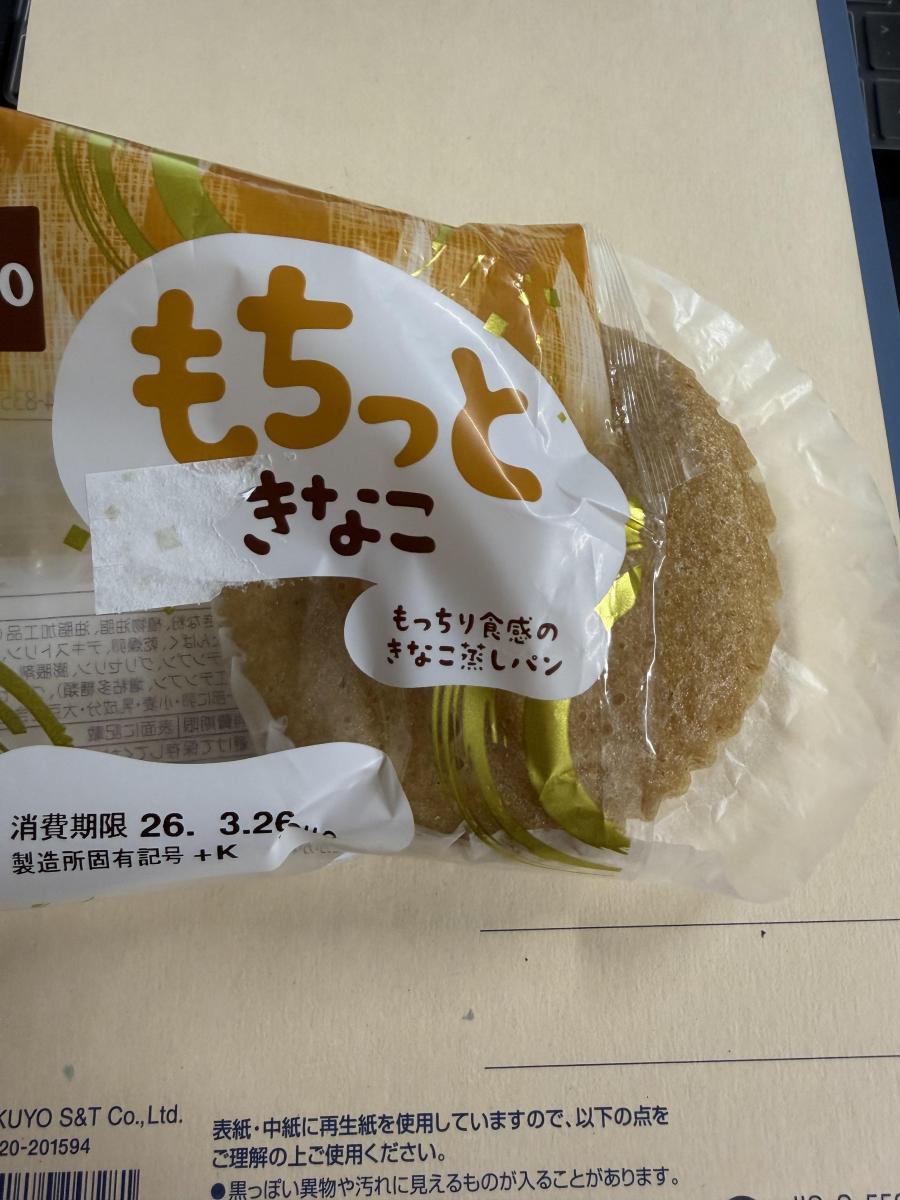 もちっと
きなこ
もっちり食感の
きなこ蒸しパン
消費期限 26. 3.26
製造所固有記号 +K
KUYO S&T Co.,Ltd.
20-201594
表紙・中紙に再生紙を使用していますので、以下の点を
ご理解の上ご使用ください。
●黒っぽい異物や汚れに見えるものが入ることがあります。